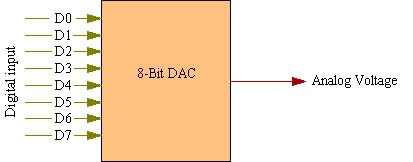 Digital input
D0
D1
D2
D3
D4
D5
D6
D7
8-Bit DAC
Analog Voltage